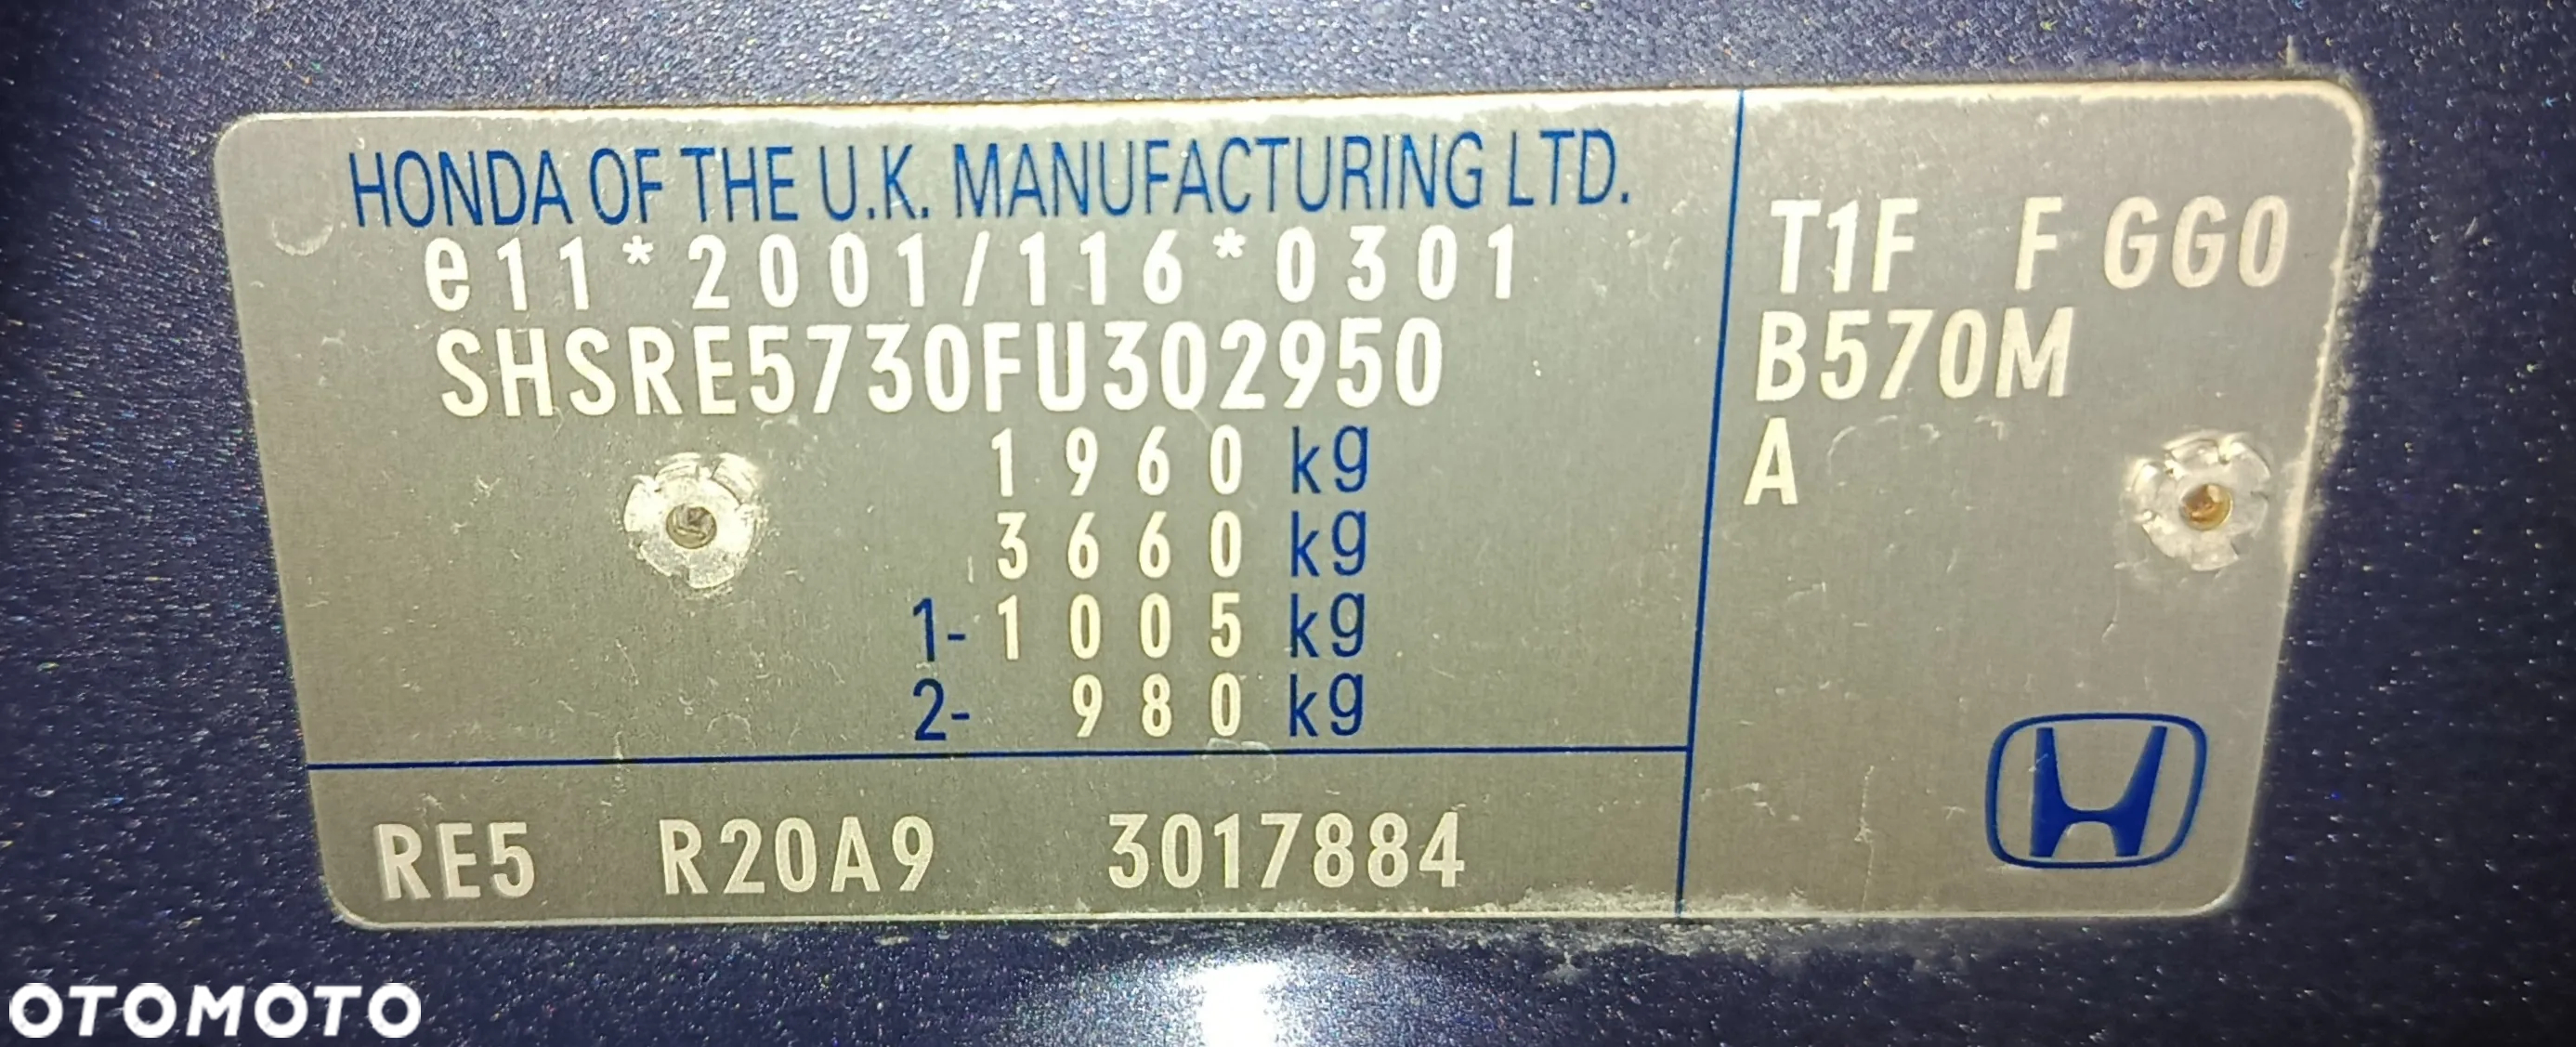 HONDA OF THE U.K. MANUFACTURING LTD.
e11*2001/116*0301
SHSRE5730FU302950
1960 kg
3660 kg
1- 1005 kg
2- 980 kg
RE5 R20A9 3017884
T1F F GG0
B570M
A
OTOMOTO